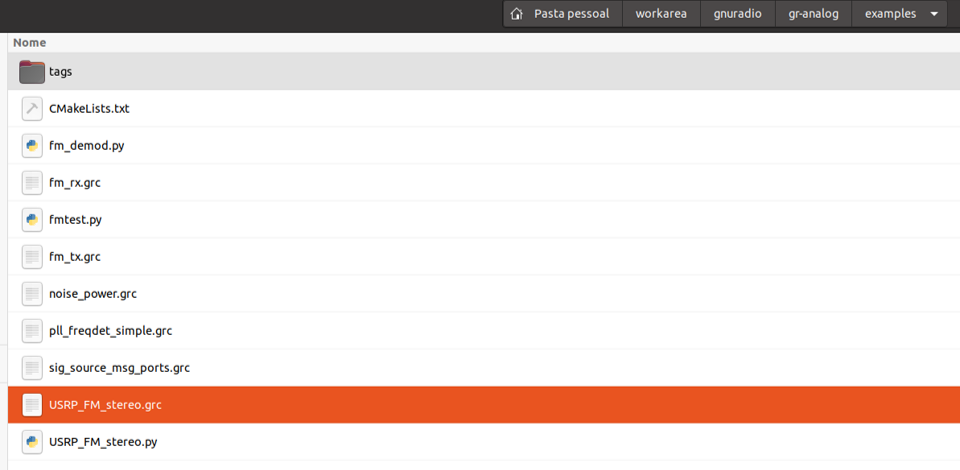 Pasta pessoal workarea gnuradio gr-analog examples
Nome
tags
CMakeLists.txt
fm_demod.py
fm_rx.grc
fmtest.py
fm_tx.grc
noise_power.grc
pll_freqdet_simple.grc
sig_source_msg_ports.grc
USRP_FM_stereo.grc
USRP_FM_stereo.py